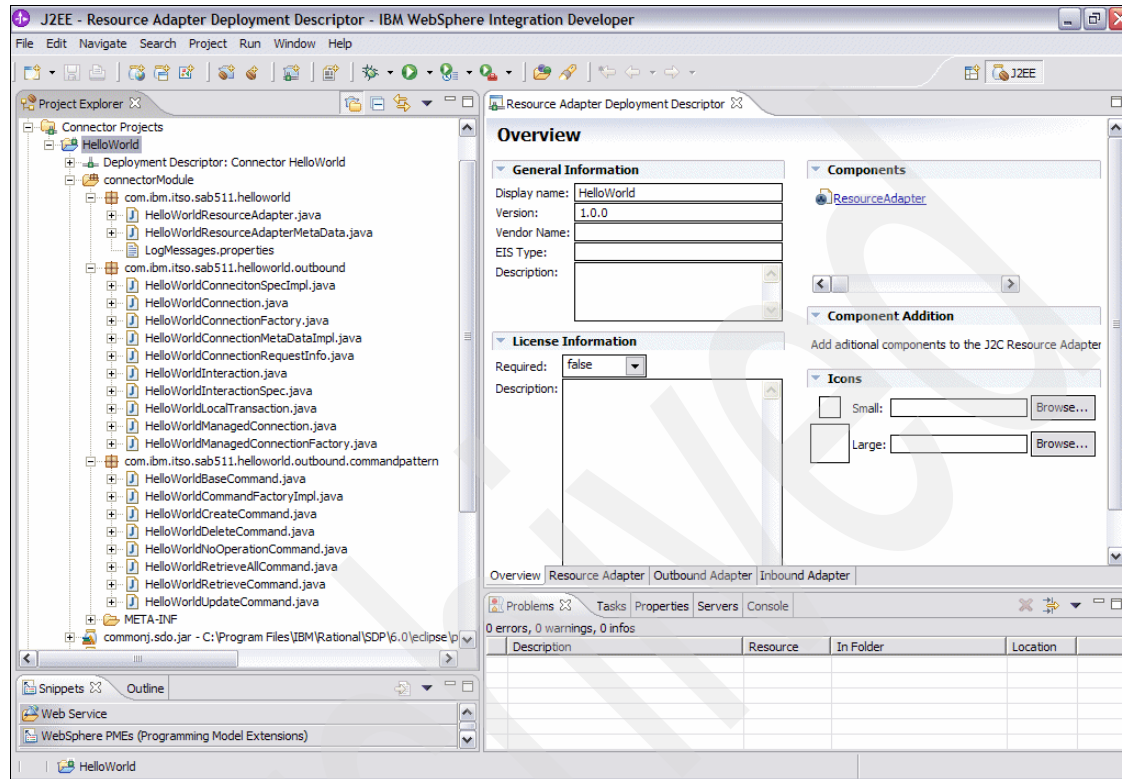 J2EE - Resource Adapter Deployment Descriptor - IBM WebSphere Integration Developer
File Edit Navigate Search Project Run Window Help
J2EE
Project Explorer
Connector Projects
HelloWorld
Deployment Descriptor: Connector HelloWorld
connectorModule
com.ibm.itso.sab511.helloworld
HelloWorldResourceAdapter.java
HelloWorldResourceAdapterMetaData.java
LogMessages.properties
com.ibm.itso.sab511.helloworld.outbound
HelloWorldConnecitonSpecImpl.java
HelloWorldConnection.java
HelloWorldConnectionFactory.java
HelloWorldConnectionMetaDataImpl.java
HelloWorldConnectionRequestInfo.java
HelloWorldInteraction.java
HelloWorldInteractionSpec.java
HelloWorldLocalTransaction.java
HelloWorldManagedConnection.java
HelloWorldManagedConnectionFactory.java
com.ibm.itso.sab511.helloworld.outbound.commandpattern
HelloWorldBaseCommand.java
HelloWorldCommandFactoryImpl.java
HelloWorldCreateCommand.java
HelloWorldDeleteCommand.java
HelloWorldNoOperationCommand.java
HelloWorldRetrieveAllCommand.java
HelloWorldRetrieveCommand.java
HelloWorldUpdateCommand.java
META-INF
commonj.sdo.jar - C:\Program Files\IBM\Rational\SDP\6.0\eclipse\p
Snippets Outline
Web Service
WebSphere PMEs (Programming Model Extensions)
HelloWorld
Resource Adapter Deployment Descriptor
Overview
General Information
Display name: HelloWorld
Version: 1.0.0
Vendor Name:
EIS Type:
Description:
License Information
Required: false
Description:
Components
ResourceAdapter
Component Addition
Add aditional components to the J2C Resource Adapter
Icons
Small: Browse...
Large: Browse...
Overview Resource Adapter Outbound Adapter Inbound Adapter
Problems Tasks Properties Servers Console
0 errors, 0 warnings, 0 infos
Description Resource In Folder Location